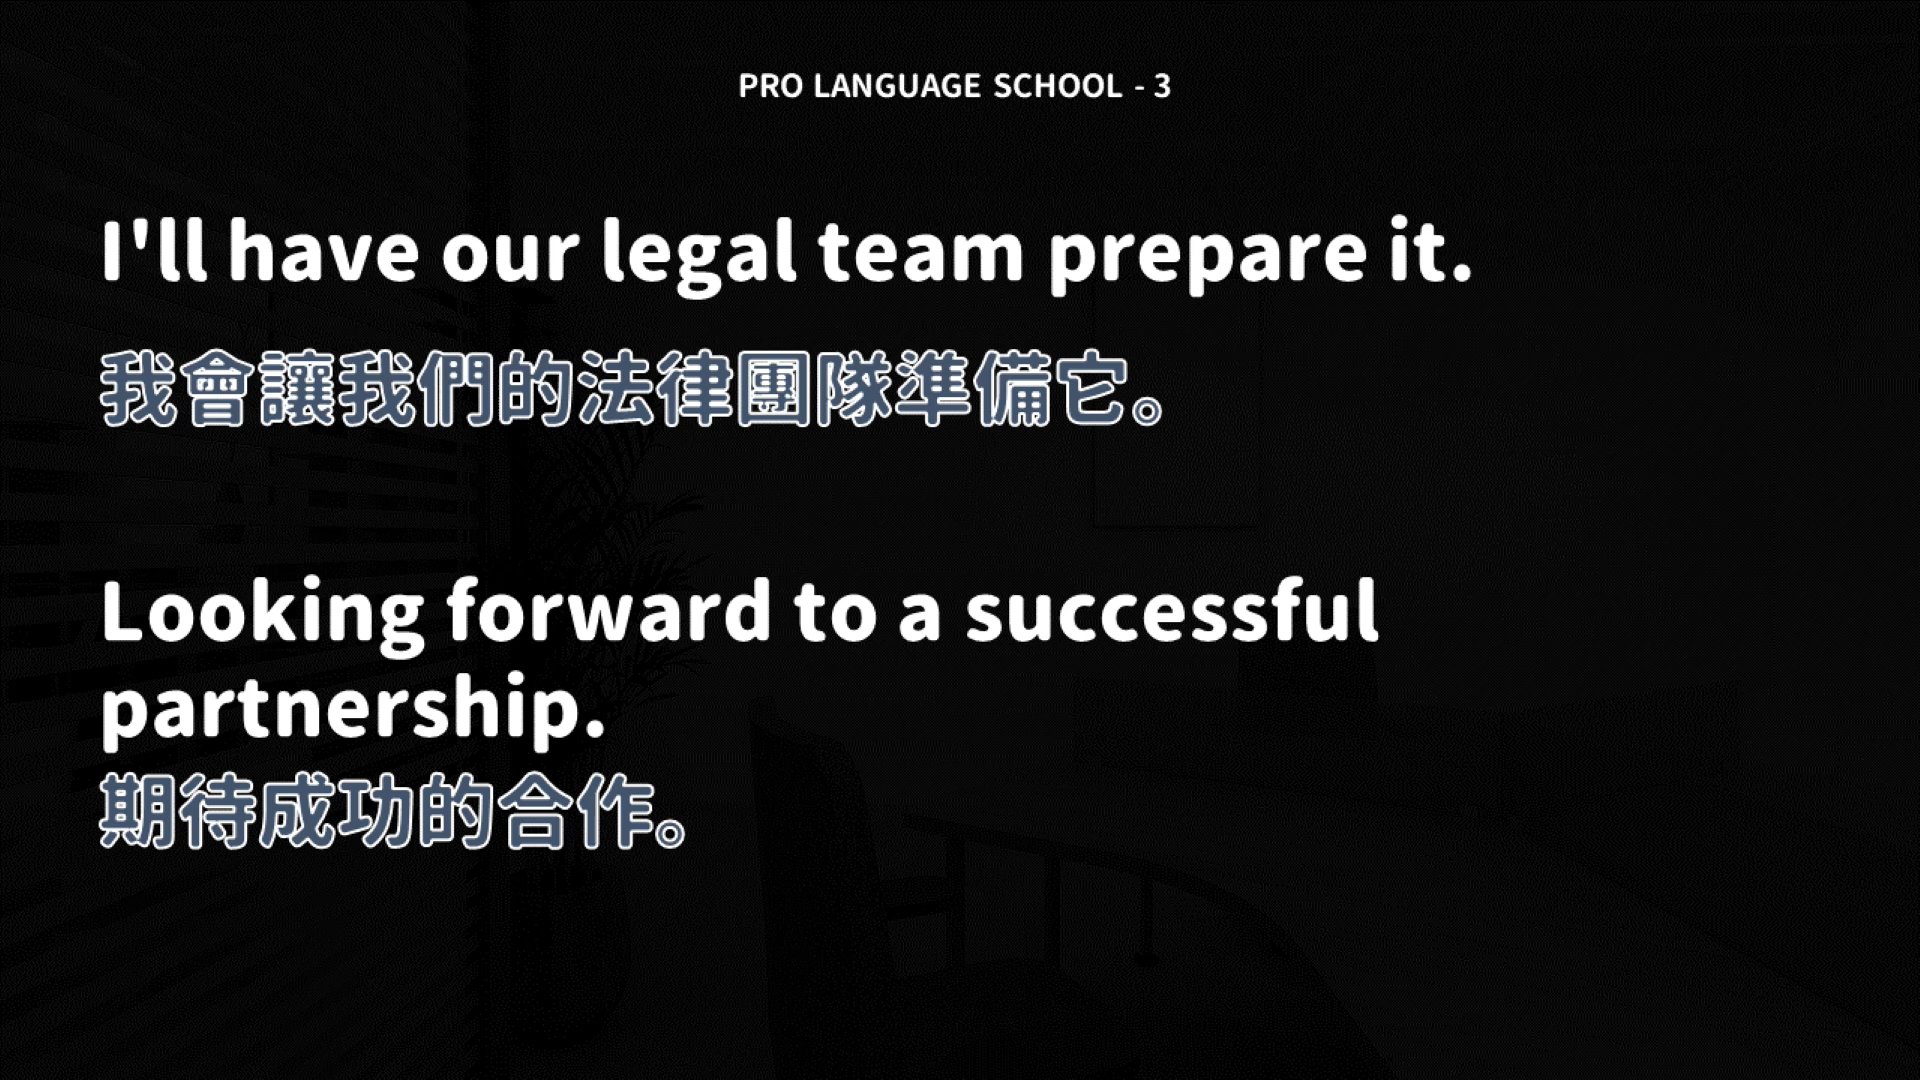 PRO LANGUAGE SCHOOL - 3
I'll have our legal team prepare it.
我會讓我們的法律團隊準備它。
Looking forward to a successful
partnership.
期待成功的合作。